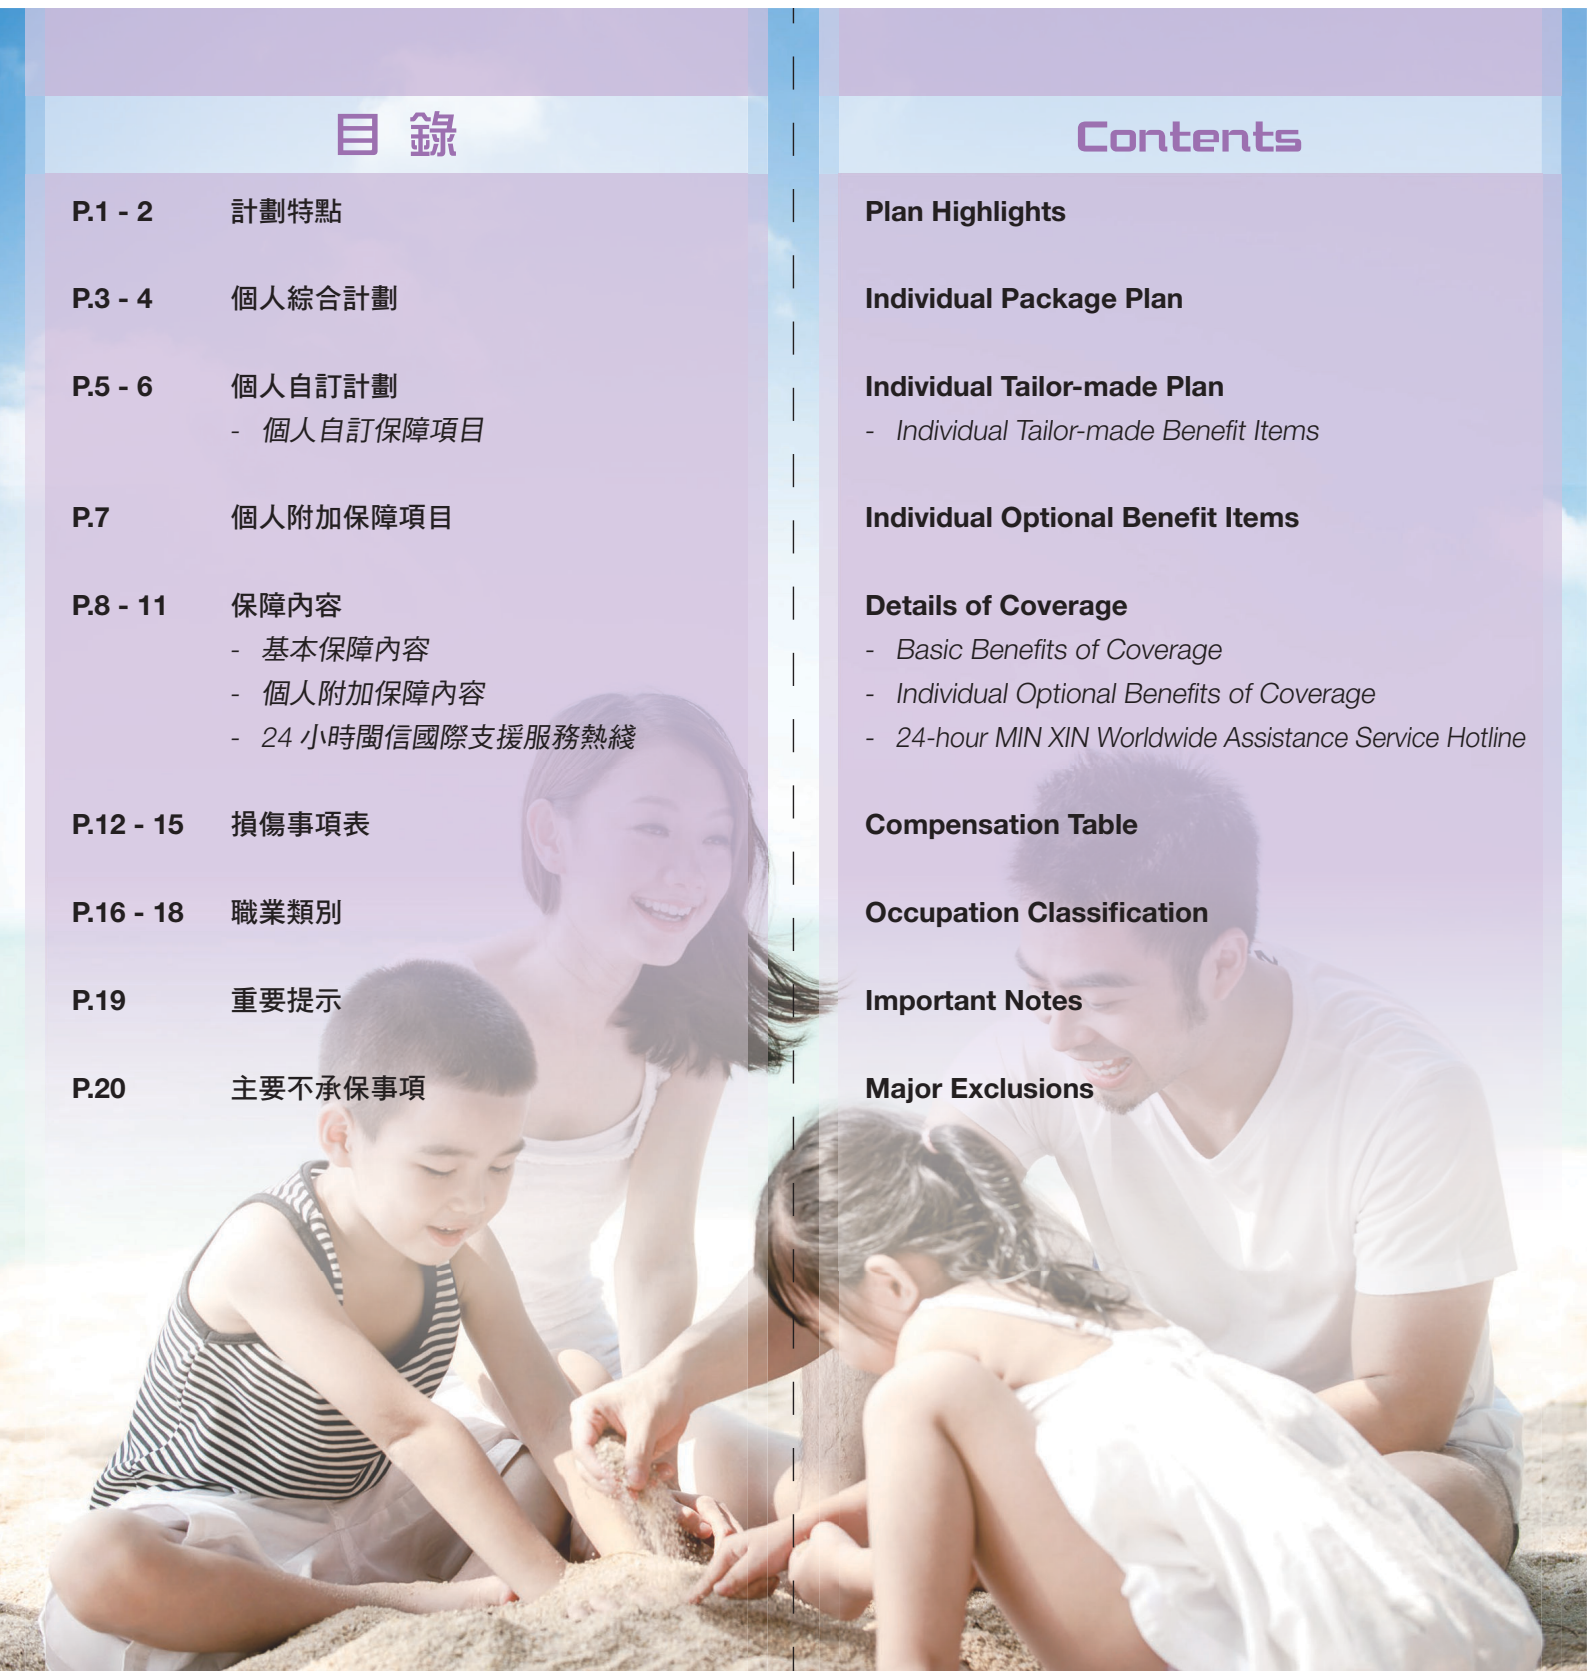 目 錄
P.1 - 2 計劃特點
P.3 - 4 個人綜合計劃
P.5 - 6 個人自訂計劃
- 個人自訂保障項目
P.7 個人附加保障項目
P.8 - 11 保障內容
- 基本保障內容
- 個人附加保障內容
- 24 小時閩信國際支援服務熱綫
P.12 - 15 損傷事項表
P.16 - 18 職業類別
P.19 重要提示
P.20 主要不承保事項
Contents
Plan Highlights
Individual Package Plan
Individual Tailor-made Plan
- Individual Tailor-made Benefit Items
Individual Optional Benefit Items
Details of Coverage
- Basic Benefits of Coverage
- Individual Optional Benefits of Coverage
- 24-hour MIN XIN Worldwide Assistance Service Hotline
Compensation Table
Occupation Classification
Important Notes
Major Exclusions